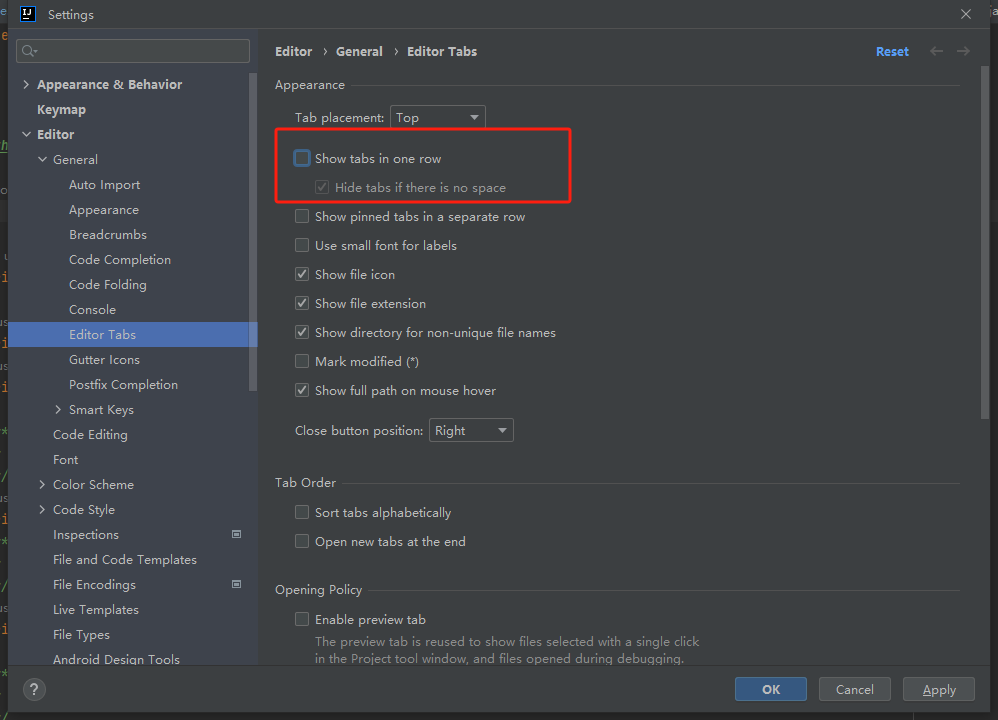 IJ Settings
Editor › General › Editor Tabs Reset
Appearance & Behavior
Keymap
Editor
General
Auto Import
Appearance
Breadcrumbs
Code Completion
Code Folding
Console
Editor Tabs
Gutter Icons
Postfix Completion
Smart Keys
Code Editing
Font
Color Scheme
Code Style
Inspections
File and Code Templates
File Encodings
Live Templates
File Types
Android Design Tools
Appearance
Tab placement: Top
Show tabs in one row
Hide tabs if there is no space
Show pinned tabs in a separate row
Use small font for labels
Show file icon
Show file extension
Show directory for non-unique file names
Mark modified (*)
Show full path on mouse hover
Close button position: Right
Tab Order
Sort tabs alphabetically
Open new tabs at the end
Opening Policy
Enable preview tab
The preview tab is reused to show files selected with a single click
in the Project tool window, and files opened during debugging.
? OK Cancel Apply